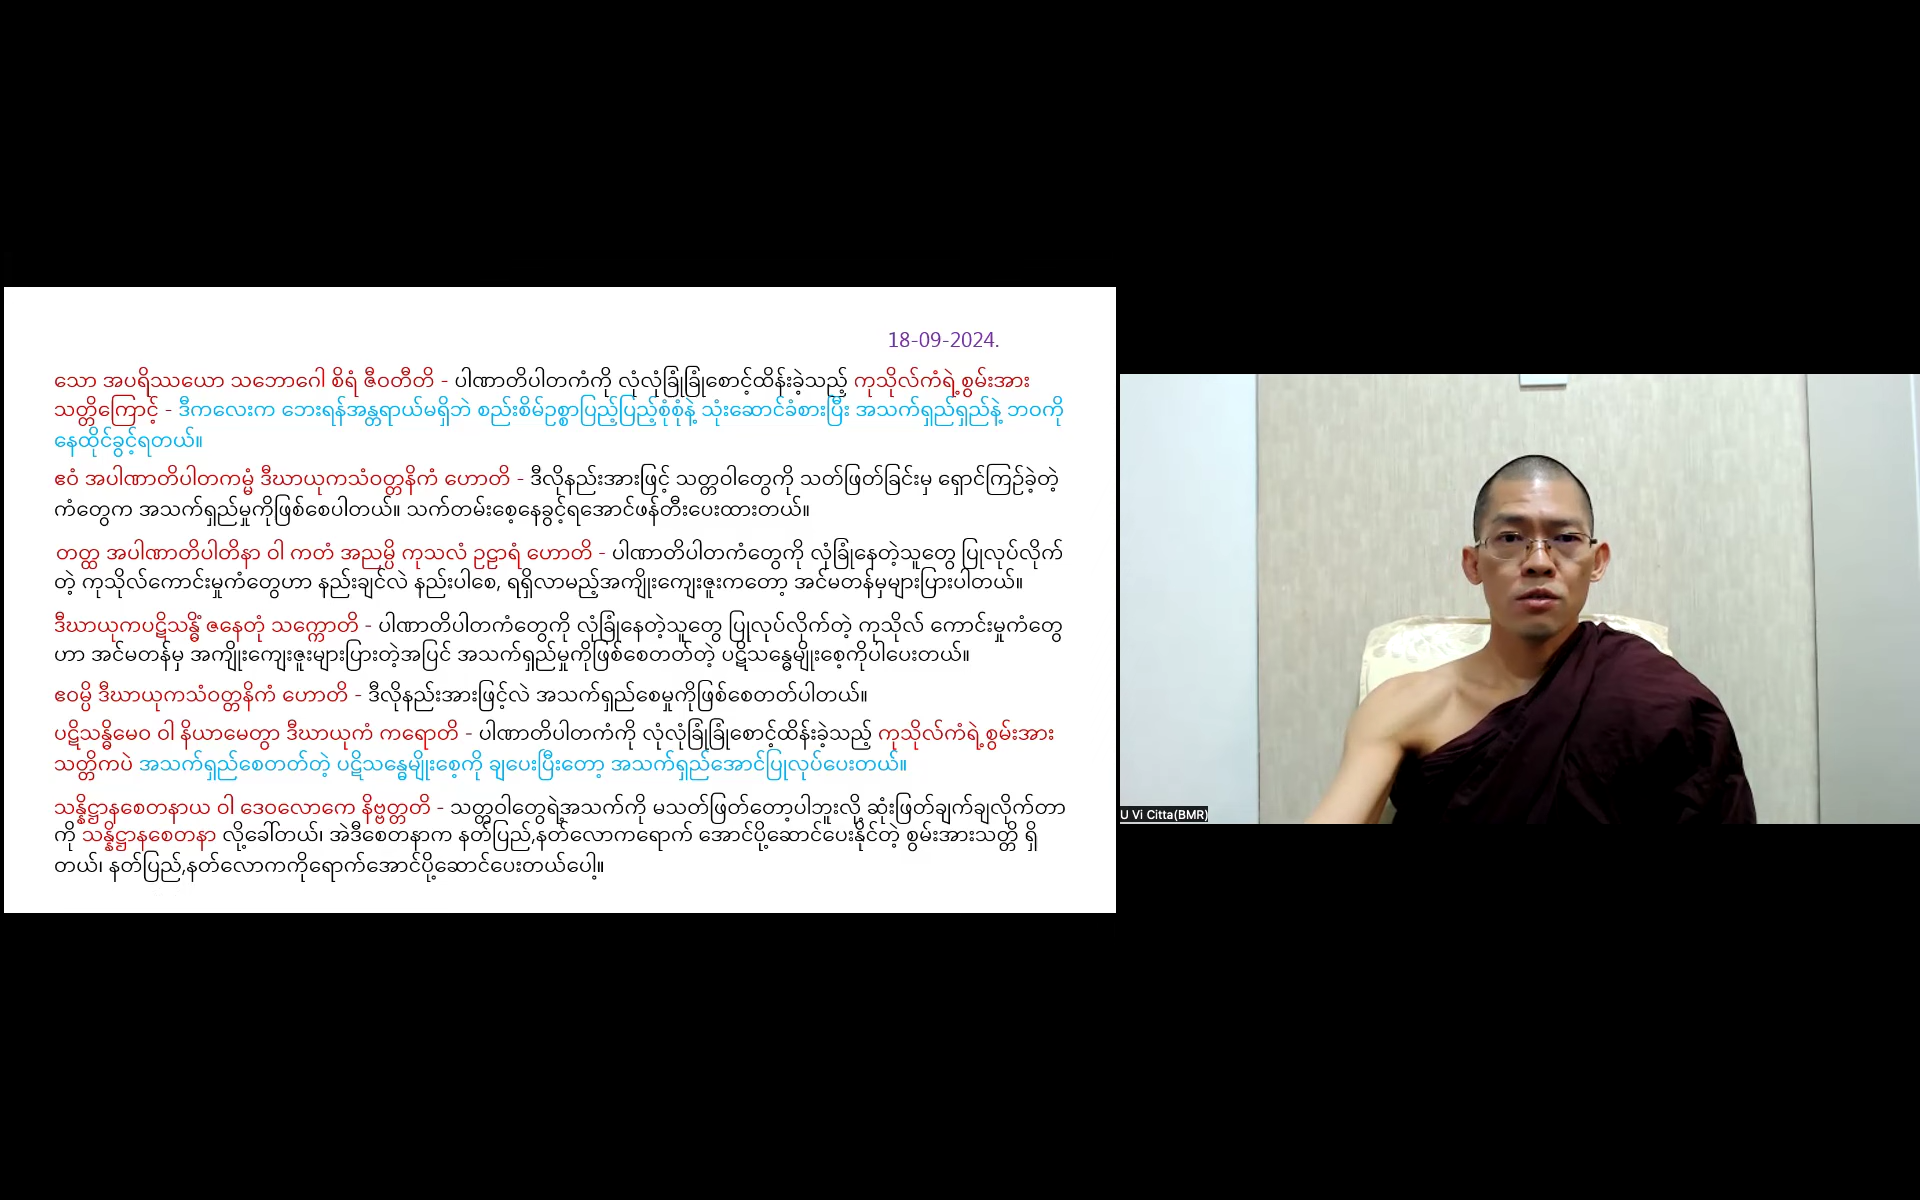 18-09-2024.
သော အပရိဿယော သဘောဂေါ စိရံ ဇီဝတီတိ - ပါဏာတိပါတကံကို လုံလုံခြုံခြုံစောင့်ထိန်းခဲ့သည့် ကုသိုလ်ကံရဲ့စွမ်းအား
သတ္တိကြောင့် - ဒီကလေးက ဘေးရန်အန္တရာယ်မရှိဘဲ စည်းစိမ်ဥစ္စာပြည့်ပြည့်စုံစုံနဲ့ သုံးဆောင်ခံစားပြီး အသက်ရှည်ရှည်နဲ့ ဘဝကို
နေထိုင်ခွင့်ရတယ်။
ဧဝံ အပါဏာတိပါတကမ္မံ ဒီဃာယုကသံဝတ္တနိကံ ဟောတိ - ဒီလိုနည်းအားဖြင့် သတ္တဝါတွေကို သတ်ဖြတ်ခြင်းမှ ရှောင်ကြဉ်ခဲ့တဲ့
ကံတွေက အသက်ရှည်မှုကိုဖြစ်စေပါတယ်။ သက်တမ်းစေ့နေခွင့်ရအောင်ဖန်တီးပေးထားတယ်။
တတ္ထ အပါဏာတိပါတိနာ ဝါ ကတံ အညမ္ပိ ကုသလံ ဥဠာရံ ဟောတိ - ပါဏာတိပါတကံတွေကို လုံခြုံနေတဲ့သူတွေ ပြုလုပ်လိုက်
တဲ့ ကုသိုလ်ကောင်းမှုကံတွေဟာ နည်းချင်လဲ နည်းပါစေ, ရရှိလာမည့်အကျိုးကျေးဇူးကတော့ အင်မတန်မှများပြားပါတယ်။
ဒီဃာယုကပဋိသန္ဓိံ ဇနေတုံ သက္ကောတိ - ပါဏာတိပါတကံတွေကို လုံခြုံနေတဲ့သူတွေ ပြုလုပ်လိုက်တဲ့ ကုသိုလ် ကောင်းမှုကံတွေ
ဟာ အင်မတန်မှ အကျိုးကျေးဇူးများပြားတဲ့အပြင် အသက်ရှည်မှုကိုဖြစ်စေတတ်တဲ့ ပဋိသန္ဓေမျိုးစေ့ကိုပါပေးတယ်။
ဧဝမ္ပိ ဒီဃာယုကသံဝတ္တနိကံ ဟောတိ - ဒီလိုနည်းအားဖြင့်လဲ အသက်ရှည်စေမှုကိုဖြစ်စေတတ်ပါတယ်။
ပဋိသန္ဓိမေဝ ဝါ နိယာမေတွာ ဒီဃာယုကံ ကရောတိ - ပါဏာတိပါတကံကို လုံလုံခြုံခြုံစောင့်ထိန်းခဲ့သည့် ကုသိုလ်ကံရဲ့စွမ်းအား
သတ္တိကပဲ အသက်ရှည်စေတတ်တဲ့ ပဋိသန္ဓေမျိုးစေ့ကို ချပေးပြီးတော့ အသက်ရှည်အောင်ပြုလုပ်ပေးတယ်။
သန္နိဋ္ဌာနစေတနာယ ဝါ ဒေဝလောကေ နိဗ္ဗတ္တတိ - သတ္တဝါတွေရဲ့အသက်ကို မသတ်ဖြတ်တော့ပါဘူးလို့ ဆုံးဖြတ်ချက်ချလိုက်တာ
ကို သန္နိဋ္ဌာနစေတနာ လို့ခေါ်တယ်၊ အဲဒီစေတနာက နတ်ပြည်,နတ်လောကရောက် အောင်ပို့ဆောင်ပေးနိုင်တဲ့ စွမ်းအားသတ္တိ ရှိ
တယ်၊ နတ်ပြည်,နတ်လောကကိုရောက်အောင်ပို့ဆောင်ပေးတယ်ပေါ့။
U Vi Citta(BMR)